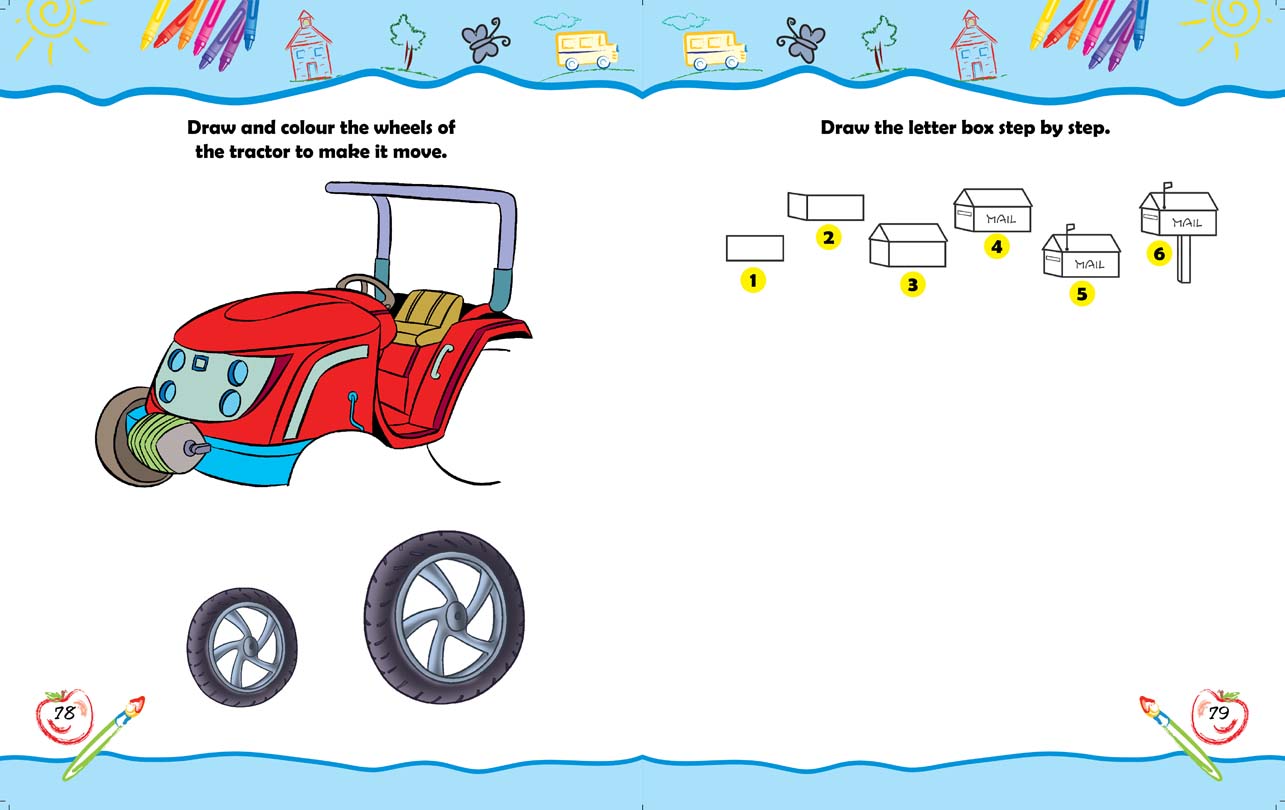 Draw and colour the wheels of
the tractor to make it move.
78
Draw the letter box step by step.
1
2
3
MAIL
4
MAIL
5
MAIL
6
79